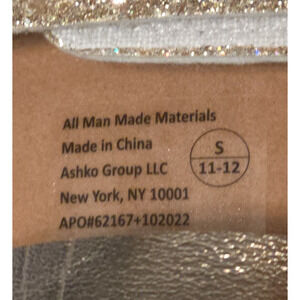 All Man Made Materials
Made in China
Ashko Group LLC
New York, NY 10001
APO#62167+102022
S
11-12